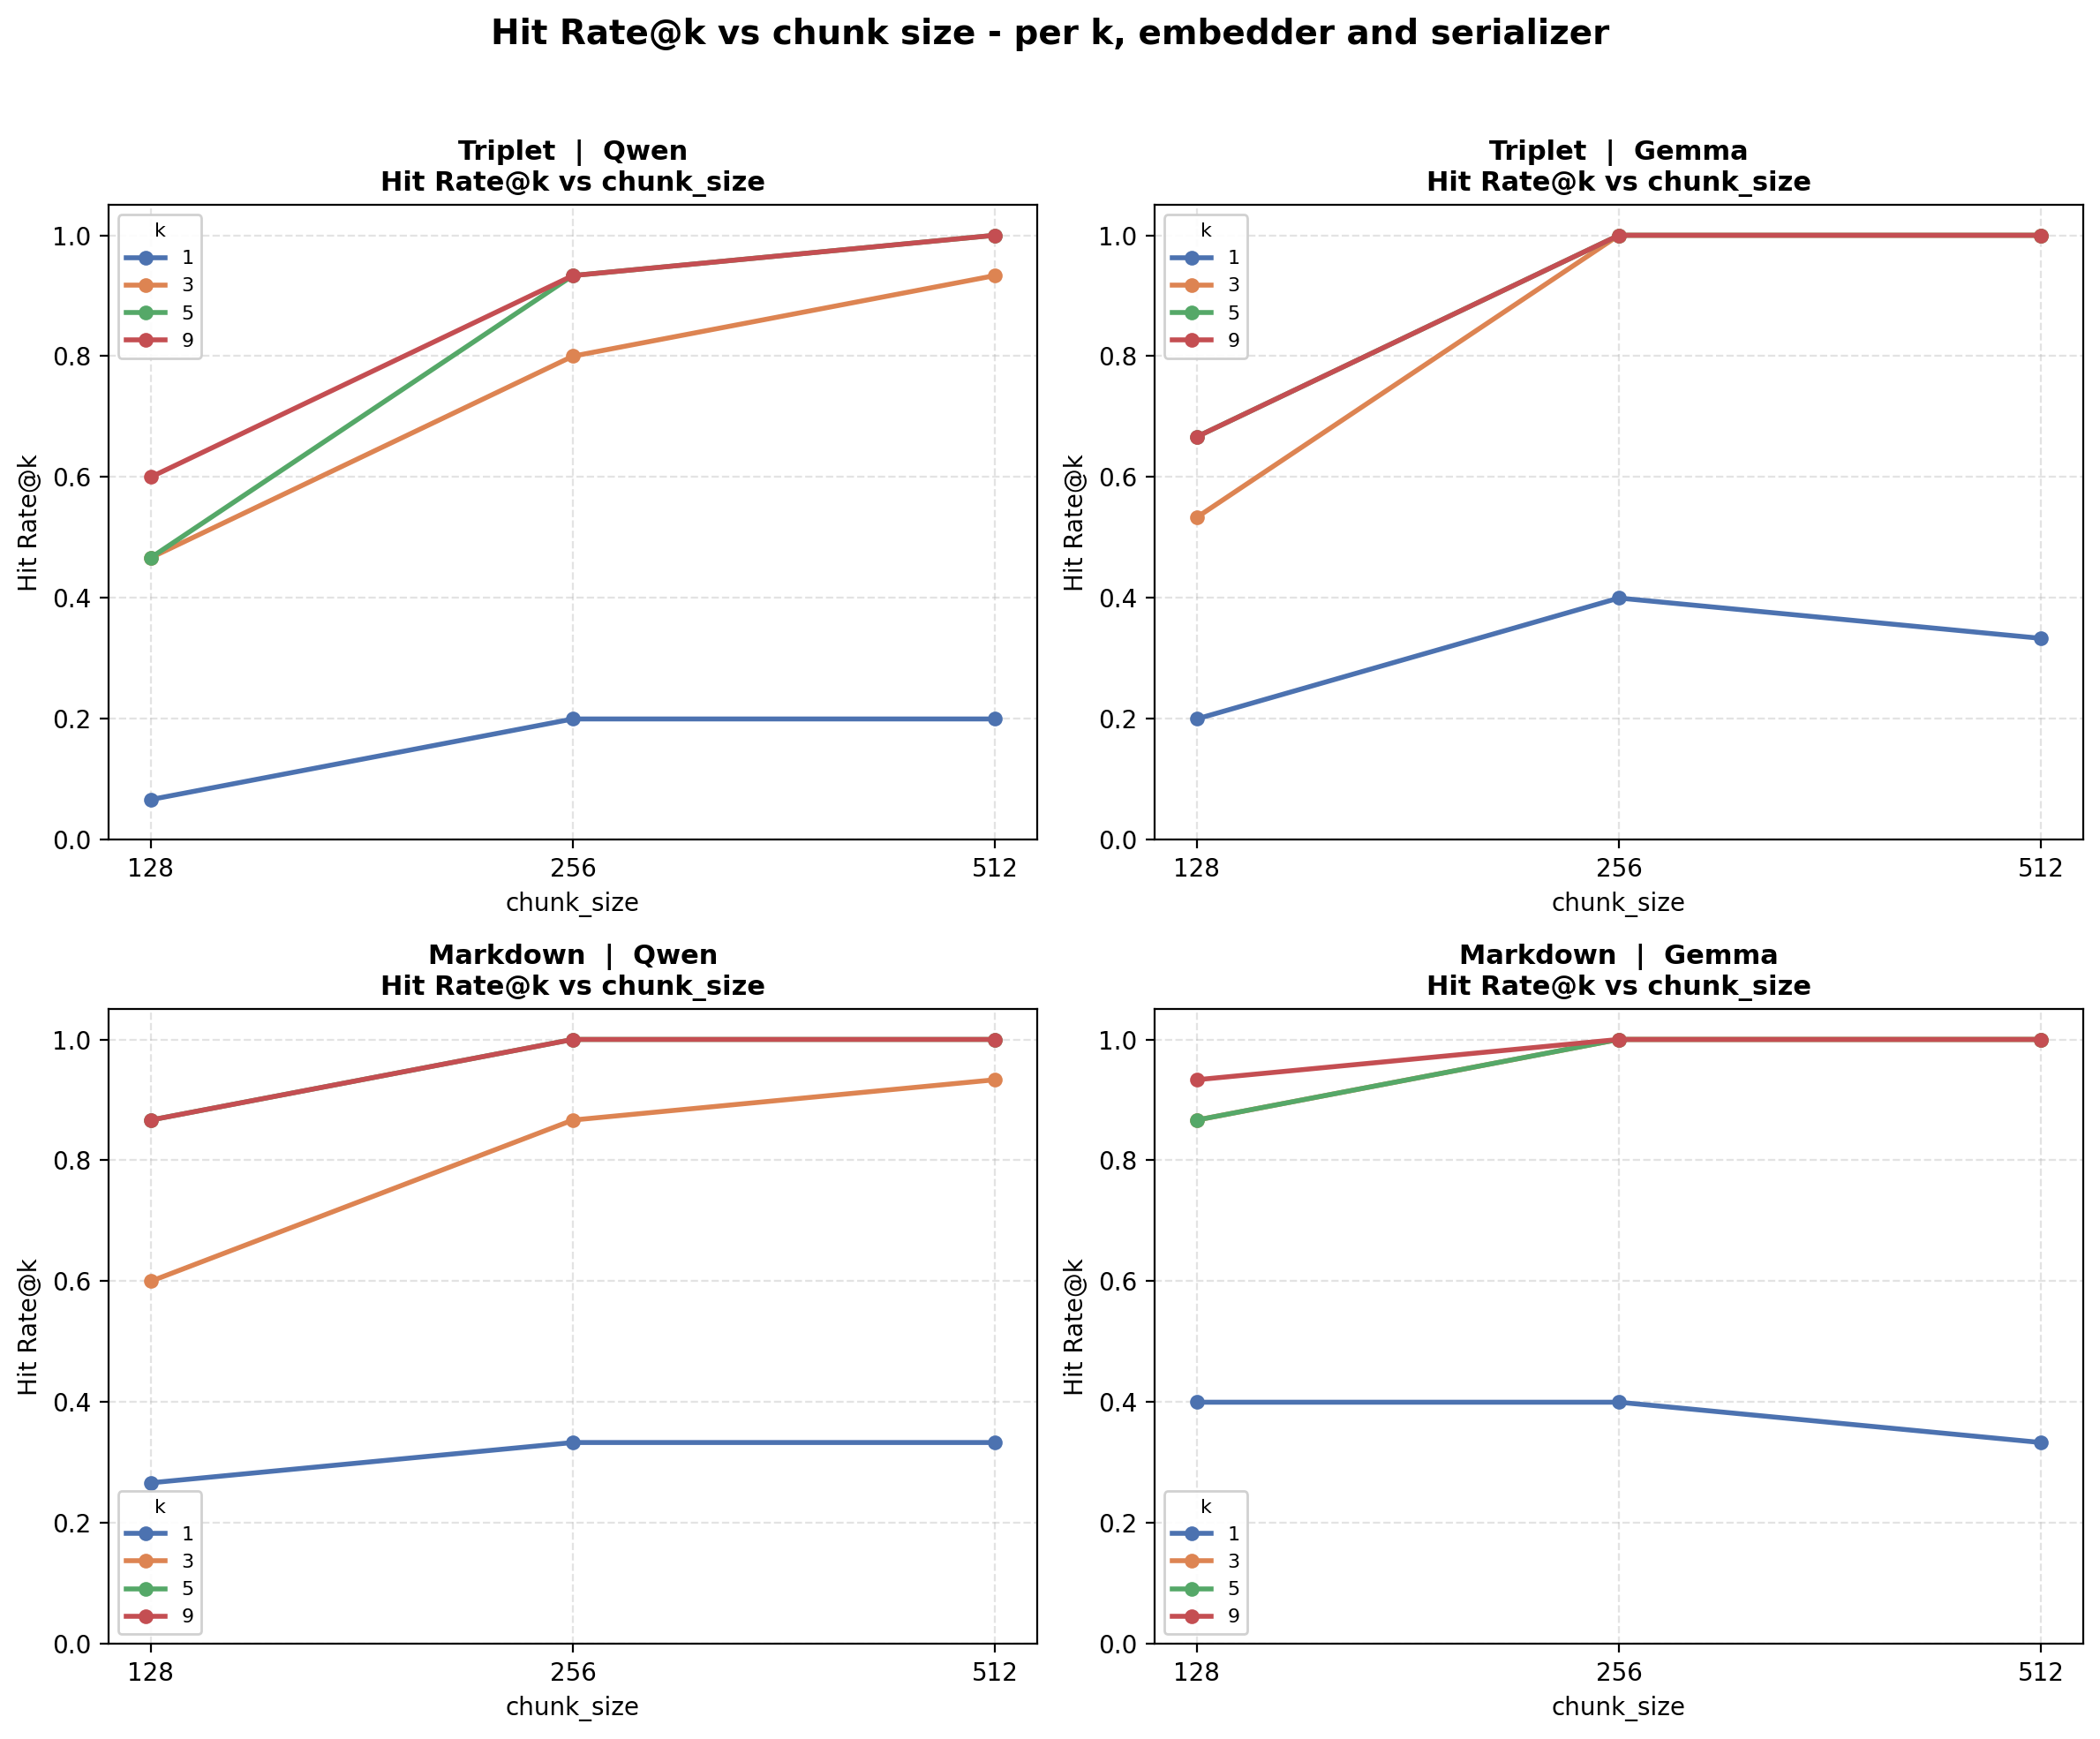 Hit Rate@k vs chunk size - per k, embedder and serializer
Triplet | Qwen
Hit Rate@k vs chunk_size
k
1
3
5
9
1.0
0.8
0.6
0.4
0.2
0.0
Hit Rate@k
128
256
512
chunk_size
Triplet | Gemma
Hit Rate@k vs chunk_size
k
1
3
5
9
1.0
0.8
0.6
0.4
0.2
0.0
Hit Rate@k
128
256
512
chunk_size
Markdown | Qwen
Hit Rate@k vs chunk_size
1.0
0.8
0.6
0.4
0.2
0.0
Hit Rate@k
k
1
3
5
9
128
256
512
chunk_size
Markdown | Gemma
Hit Rate@k vs chunk_size
1.0
0.8
0.6
0.4
0.2
0.0
Hit Rate@k
k
1
3
5
9
128
256
512
chunk_size